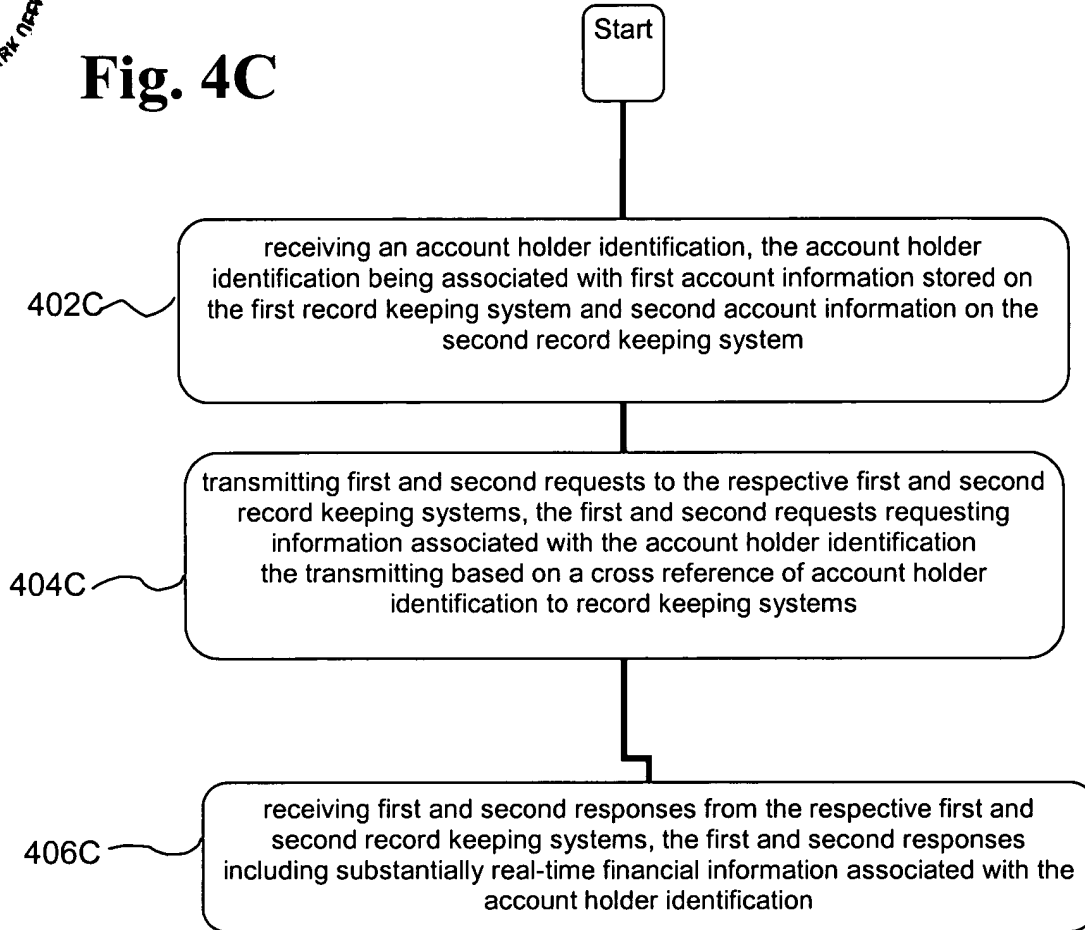 Fig. 4C
Start
402C
receiving an account holder identification, the account holder
identification being associated with first account information stored on
the first record keeping system and second account information on the
second record keeping system
404C
transmitting first and second requests to the respective first and second
record keeping systems, the first and second requests requesting
information associated with the account holder identification
the transmitting based on a cross reference of account holder
identification to record keeping systems
406C
receiving first and second responses from the respective first and
second record keeping systems, the first and second responses
including substantially real-time financial information associated with the
account holder identification